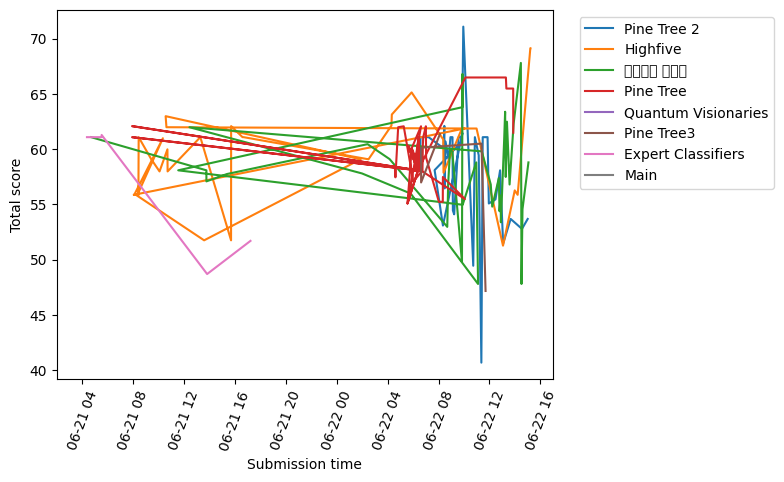 Pine Tree 2
Highfive
Pine Tree
Quantum Visionaries
Pine Tree3
Expert Classifiers
Main
Total score
70
65
60
55
50
45
40
06-21 04
06-21 08
06-21 12
06-21 16
06-21 20
06-22 00
06-22 04
06-22 08
06-22 12
06-22 16
Submission time